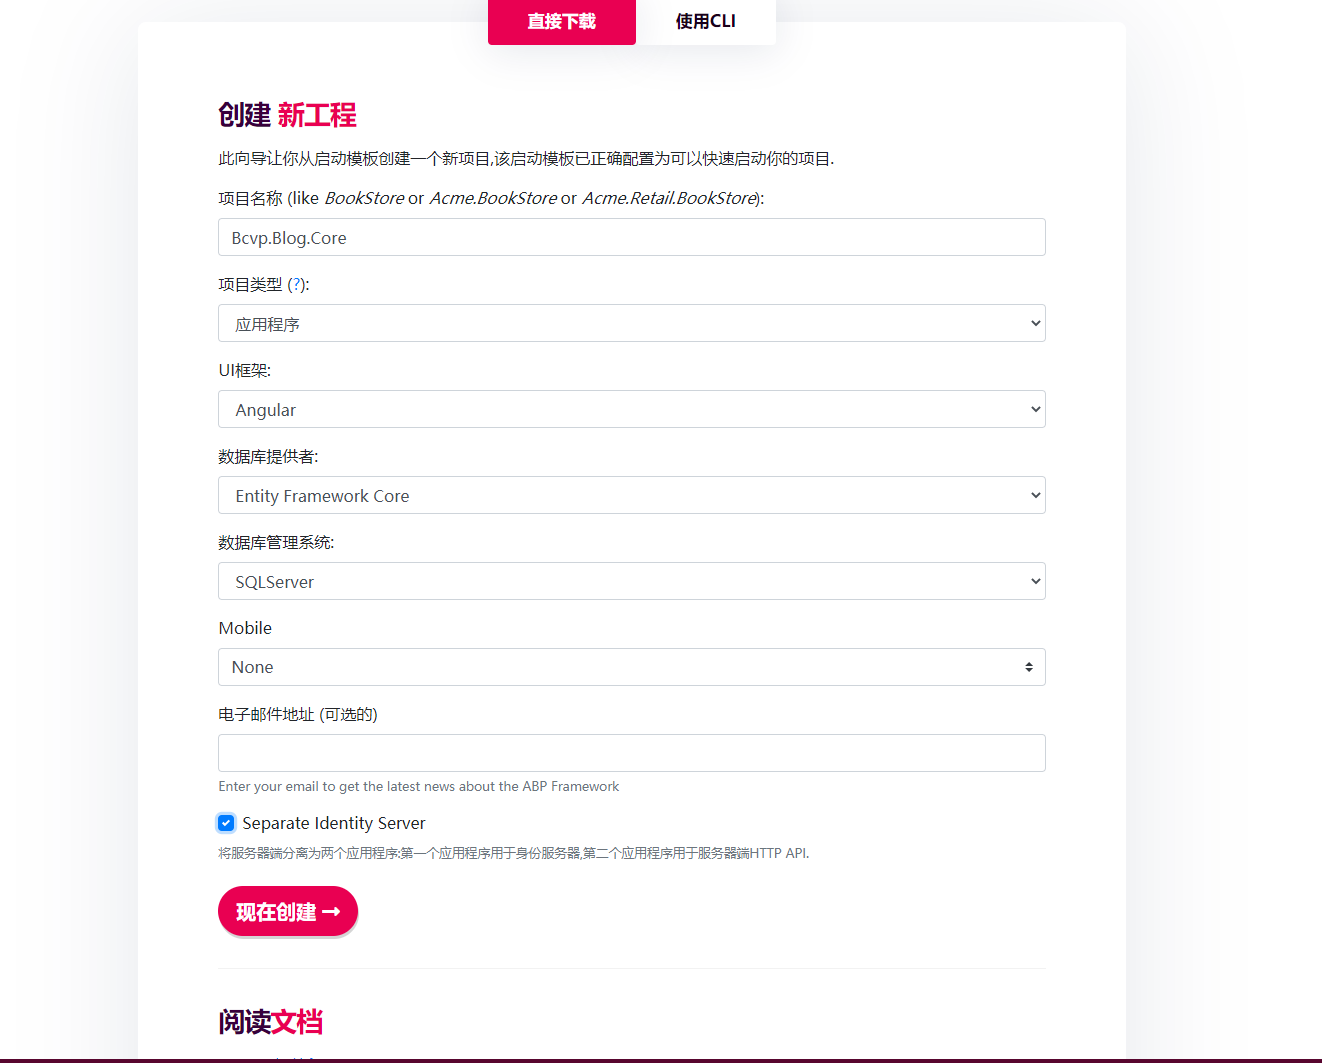 直接下载
使用CLI
创建 新工程
此向导让你从启动模板创建一个新项目,该启动模板已正确配置为可以快速启动你的项目.
项目名称 (like BookStore or Acme.BookStore or Acme.Retail.BookStore):
Bcvp.Blog.Core
项目类型 (?):
应用程序
UI框架:
Angular
数据库提供者:
Entity Framework Core
数据库管理系统:
SQLServer
Mobile
None
电子邮件地址 (可选的)
Enter your email to get the latest news about the ABP Framework
Separate Identity Server
将服务器端分离为两个应用程序:第一个应用程序用于身份服务器,第二个应用程序用于服务器端HTTP API.
现在创建 →
阅读文档